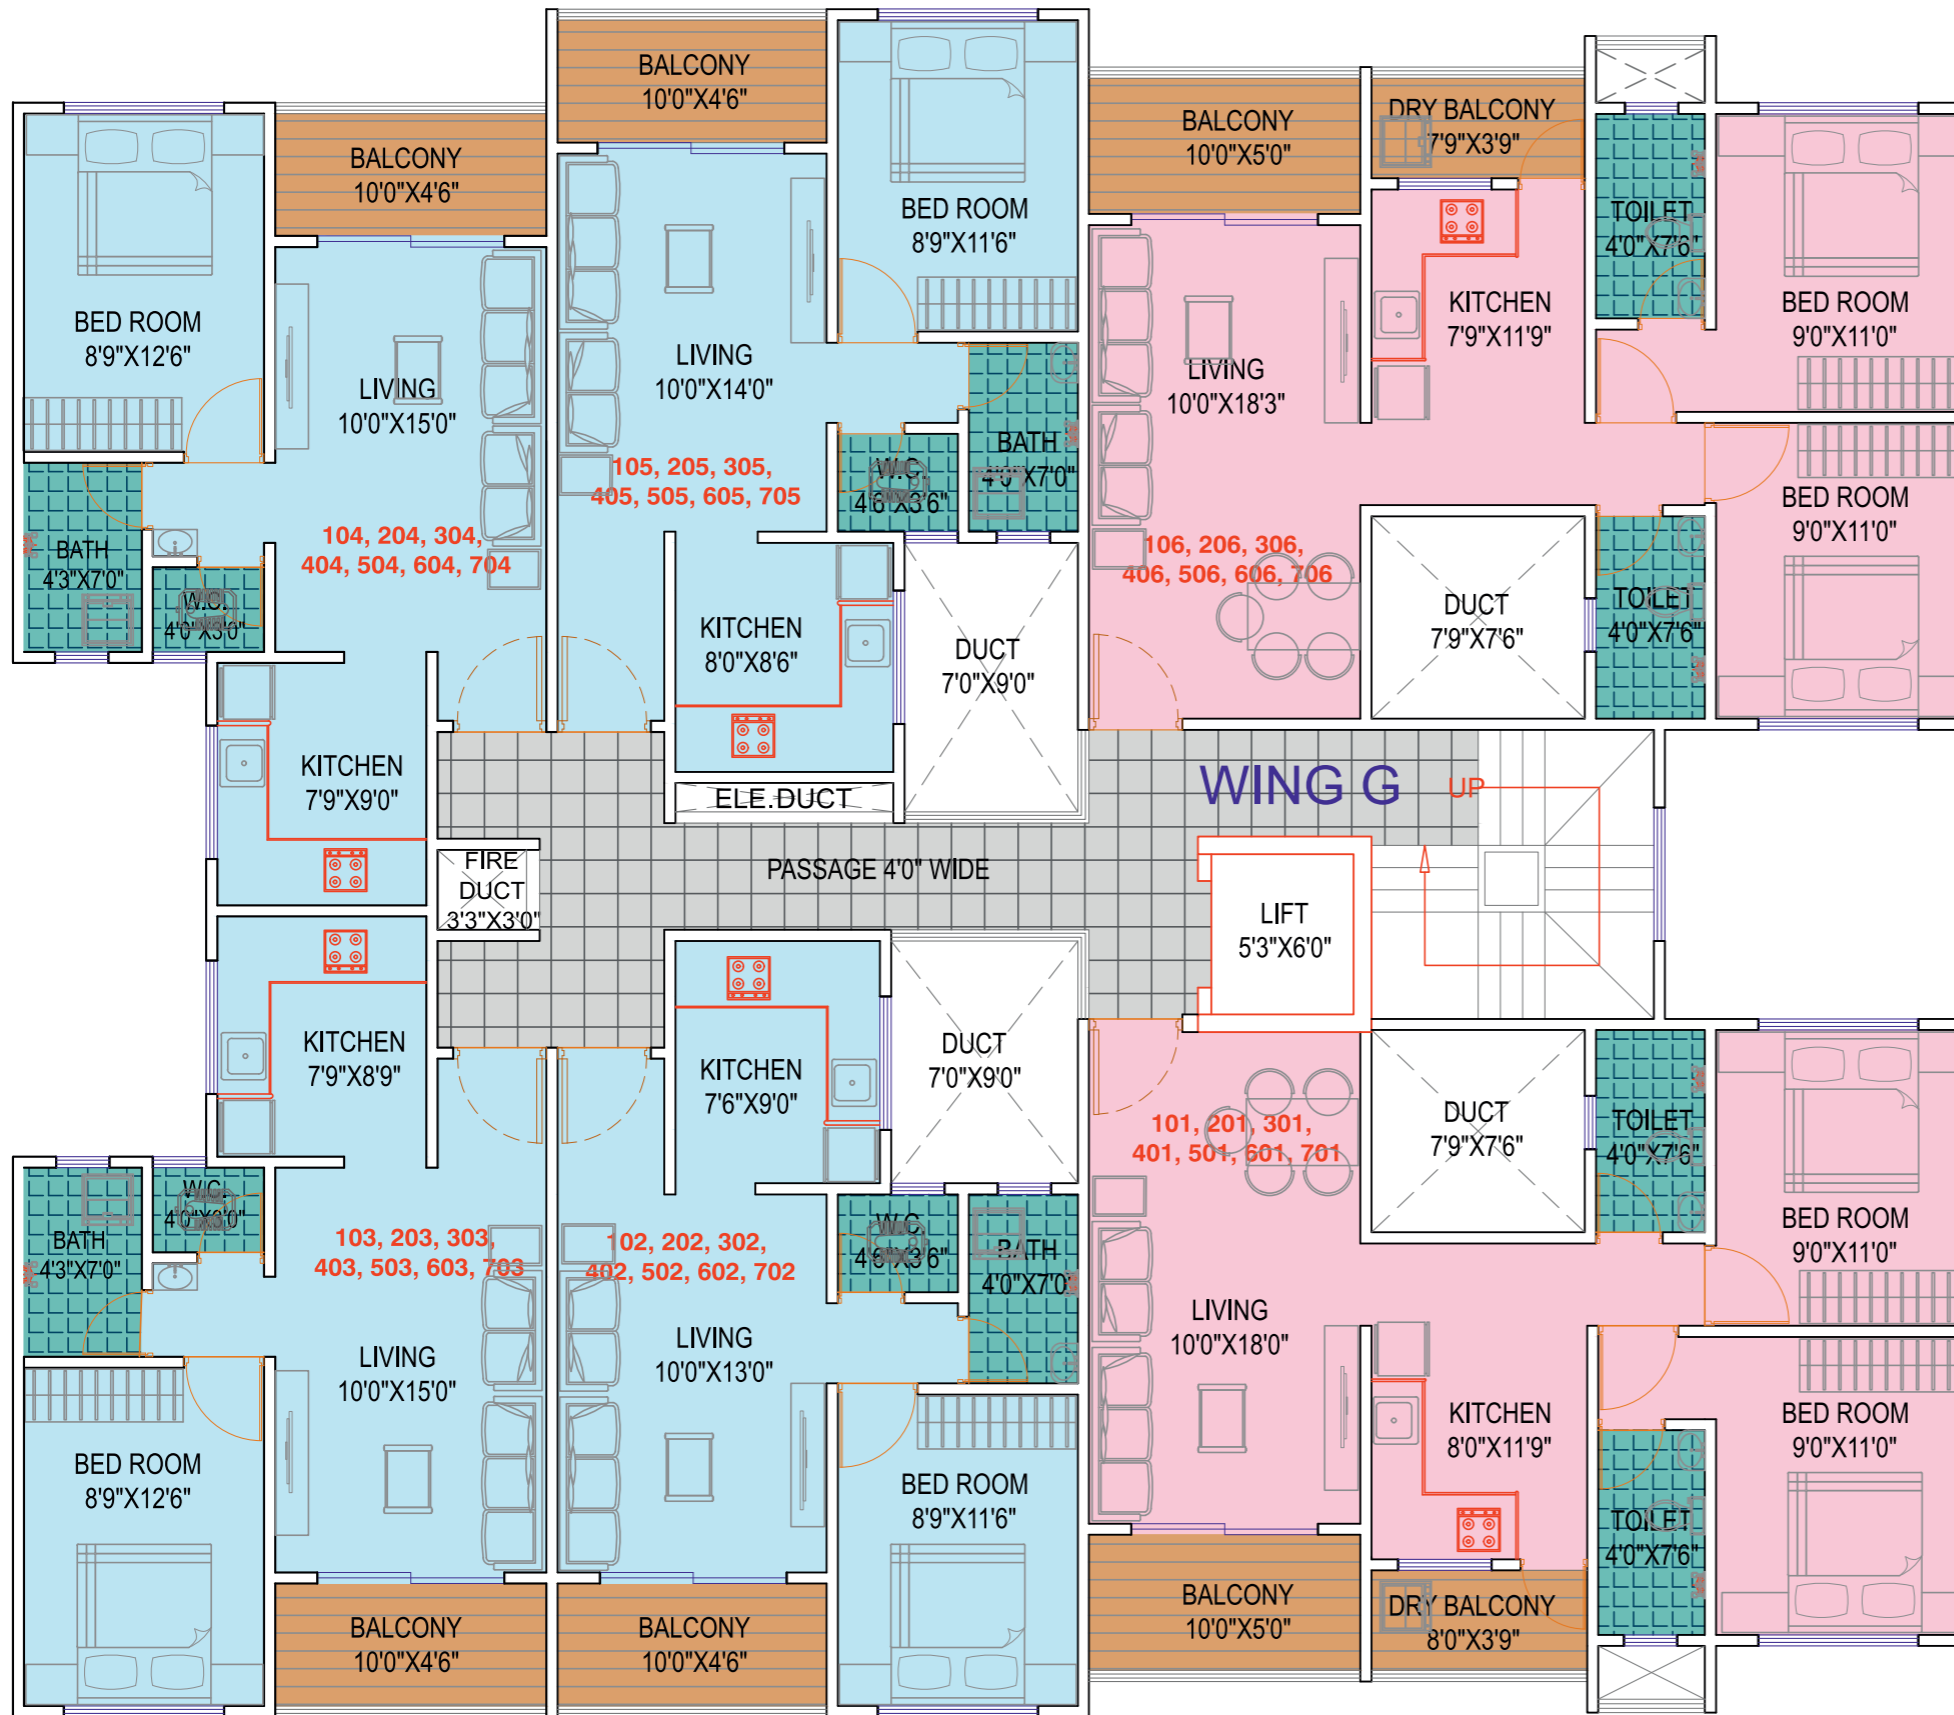 BALCONY
10'0"X4'6"
BED ROOM
8'9"X11'6"
BALCONY
10'0"X5'0"
DRY BALCONY
7'9"X3'9"
BALCONY
10'0"X4'6"
BED ROOM
8'9"X12'6"
TOILET
4'0"X7'6"
BED ROOM
9'0"X11'0"
KITCHEN
7'9"X11'9"
LIVING
10'0"X15'0"
LIVING
10'0"X14'0"
LIVING
10'0"X18'3"
105, 205, 305,
405, 505, 605, 705
W.C.
4'6"X3'6"
BATH
4'0"X7'0"
BED ROOM
9'0"X11'0"
104, 204, 304,
404, 504, 604, 704
BATH
4'3"X7'0"
W.C.
4'0"X3'0"
106, 206, 306,
406, 506, 606, 706
DUCT
7'9"X7'6"
TOILET
4'0"X7'6"
KITCHEN
8'0"X8'6"
DUCT
7'0"X9'0"
KITCHEN
7'9"X9'0"
ELE.DUCT
WING G
UP
FIRE
DUCT
3'3"X3'0"
PASSAGE 4'0" WIDE
LIFT
5'3"X6'0"
KITCHEN
7'9"X8'9"
KITCHEN
7'6"X9'0"
DUCT
7'0"X9'0"
101, 201, 301,
401, 501, 601, 701
DUCT
7'9"X7'6"
TOILET
4'0"X7'6"
W.C.
4'0"X3'0"
BATH
4'3"X7'0"
103, 203, 303,
403, 503, 603, 703
102, 202, 302,
402, 502, 602, 702
W.C.
4'6"X3'6"
BATH
4'0"X7'0"
BED ROOM
9'0"X11'0"
LIVING
10'0"X15'0"
LIVING
10'0"X13'0"
LIVING
10'0"X18'0"
KITCHEN
8'0"X11'9"
BED ROOM
9'0"X11'0"
BED ROOM
8'9"X12'6"
BED ROOM
8'9"X11'6"
TOILET
4'0"X7'6"
BALCONY
10'0"X4'6"
BALCONY
10'0"X4'6"
BALCONY
10'0"X5'0"
DRY BALCONY
8'0"X3'9"